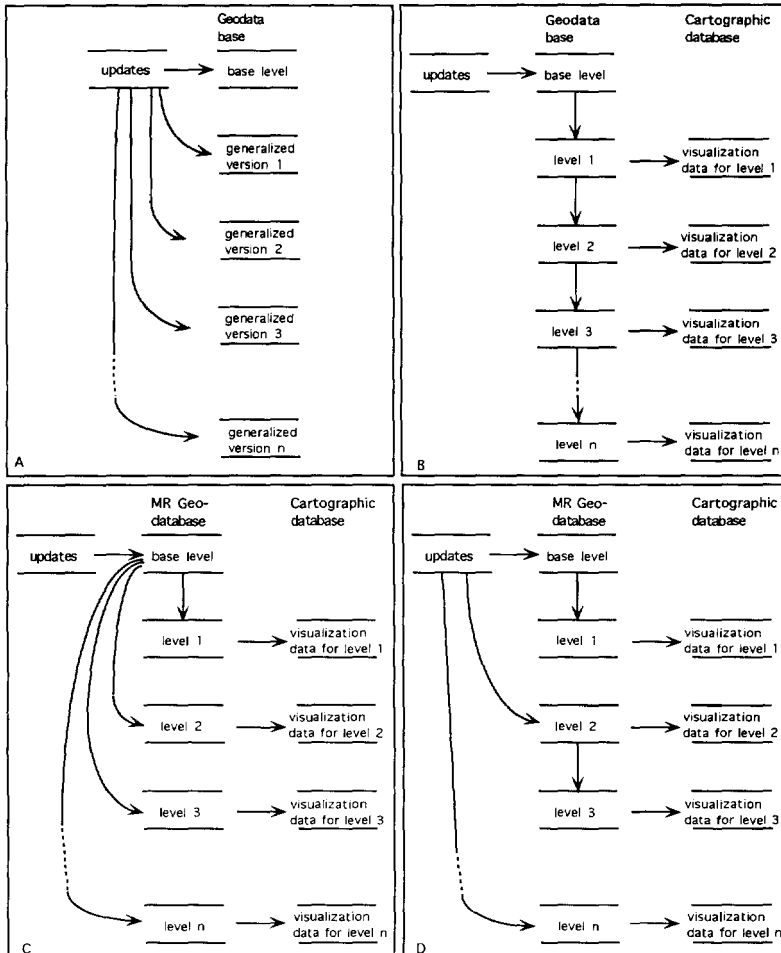 Geodata
base
updates
base level
generalized
version 1
generalized
version 2
generalized
version 3
generalized
version n
A
Geodata
base
Cartographic
database
updates
base level
level 1
visualization
data for level 1
level 2
visualization
data for level 2
level 3
visualization
data for level 3
level n
visualization
data for level n
B
MR Geo-
database
Cartographic
database
updates
base level
level 1
visualization
data for level 1
level 2
visualization
data for level 2
level 3
visualization
data for level 3
level n
visualization
data for level n
C
MR Geo-
database
Cartographic
database
updates
base level
level 1
visualization
data for level 1
level 2
visualization
data for level 2
level 3
visualization
data for level 3
level n
visualization
data for level n
D